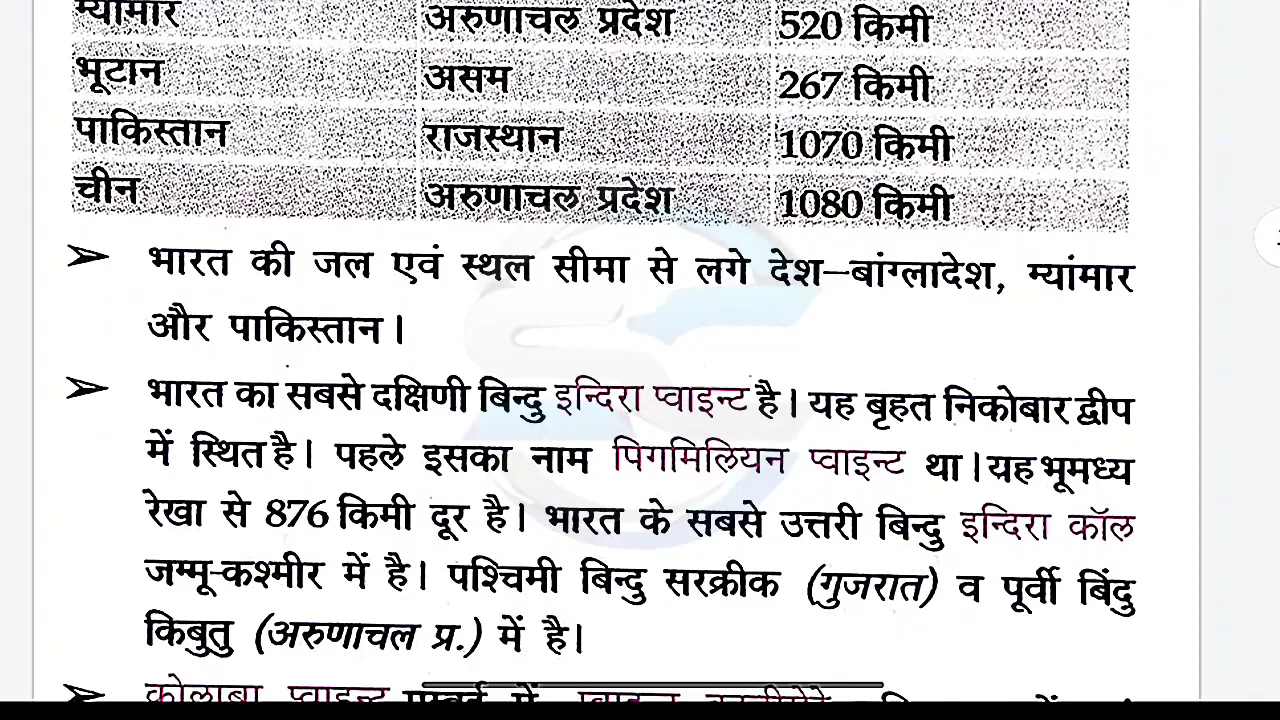 म्यांमार अरुणाचल प्रदेश 520 किमी
भूटान असम 267 किमी
पाकिस्तान राजस्थान 1070 किमी
चीन अरुणाचल प्रदेश 1080 किमी
➢ भारत की जल एवं स्थल सीमा से लगे देश–बांग्लादेश, म्यांमार
और पाकिस्तान।
➢ भारत का सबसे दक्षिणी बिन्दु इन्दिरा प्वाइन्ट है। यह बृहत निकोबार द्वीप
में स्थित है। पहले इसका नाम पिगमिलियन प्वाइन्ट था। यह भूमध्य
रेखा से 876 किमी दूर है। भारत के सबसे उत्तरी बिन्दु इन्दिरा कॉल
जम्मू-कश्मीर में है। पश्चिमी बिन्दु सरक्रीक (गुजरात) व पूर्वी बिंदु
किबुतु (अरुणाचल प्र.) में है।
➢ कोलाबा प्वाइन्ट में